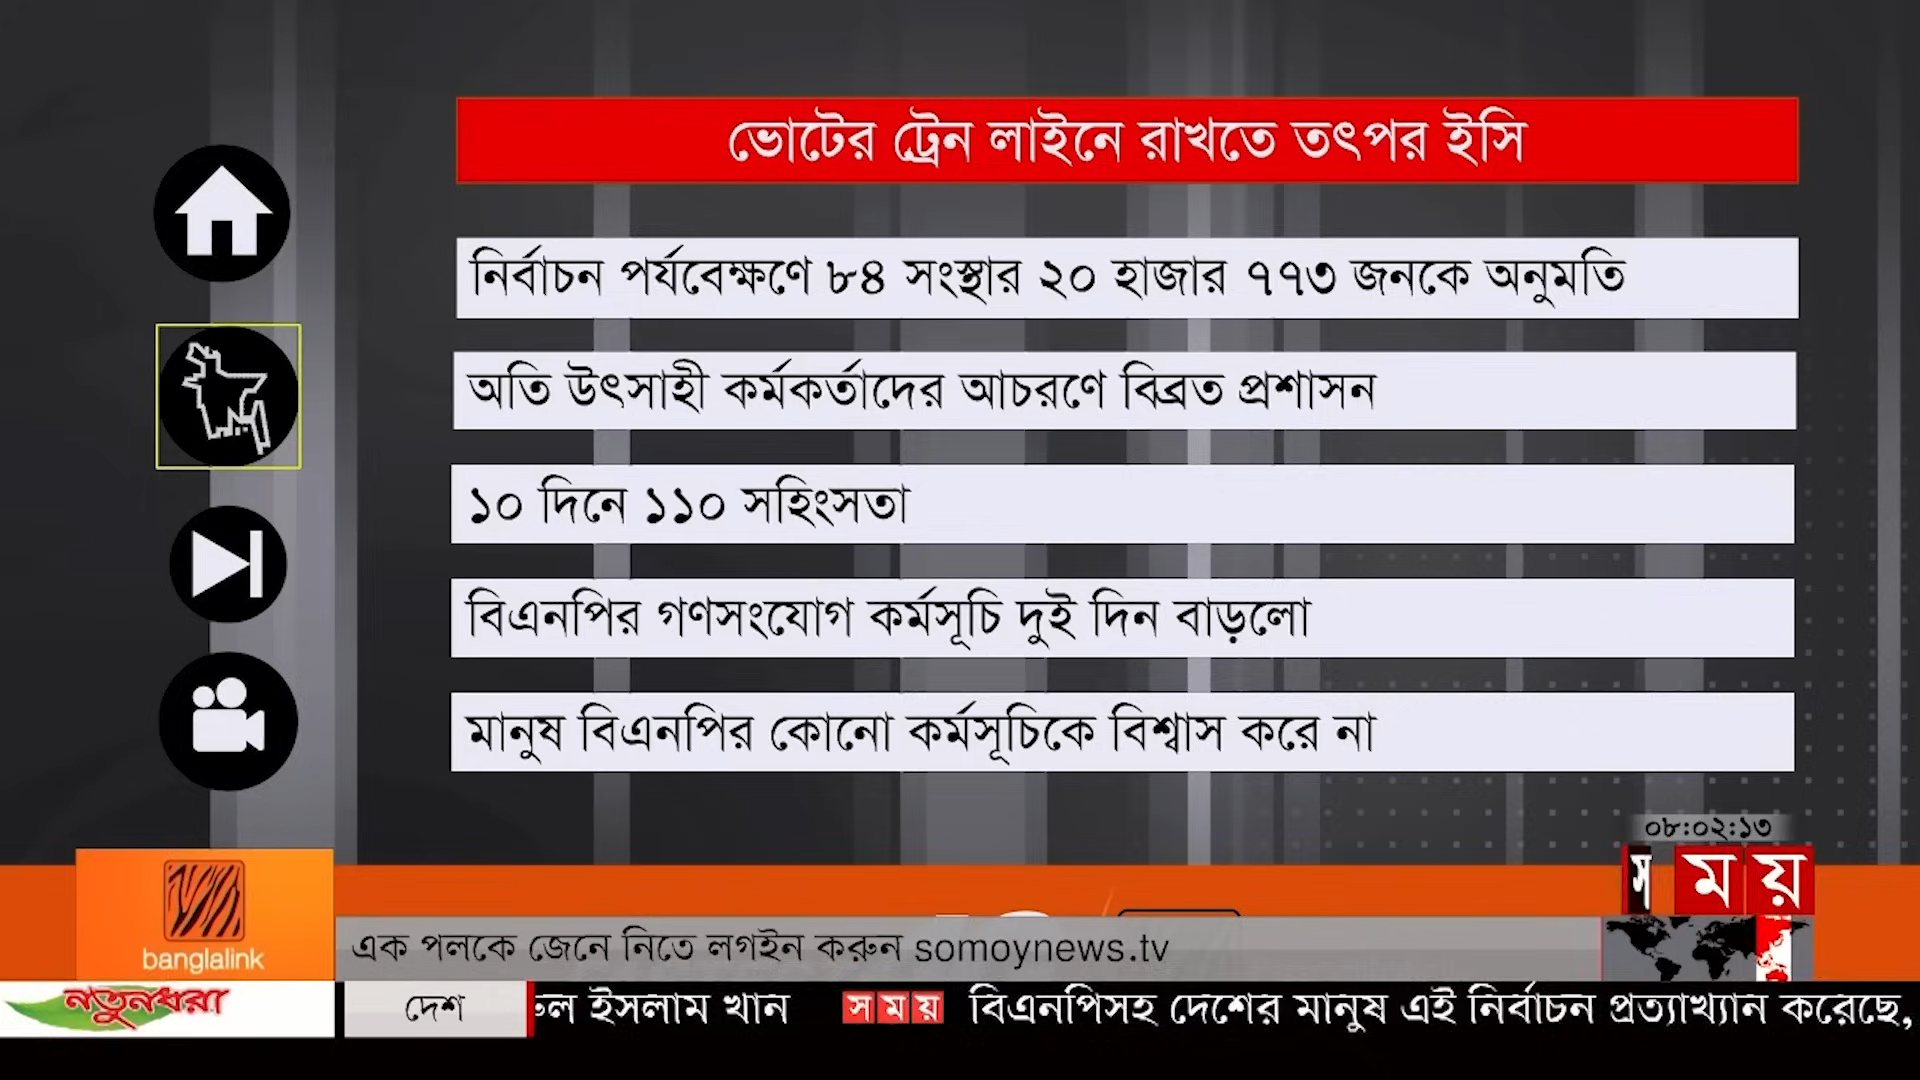 ভোটের ট্রেন লাইনে রাখতে তৎপর ইসি
নির্বাচন পর্যবেক্ষণে ৮৪ সংস্থার ২০ হাজার ৭৭৩ জনকে অনুমতি
অতি উৎসাহী কর্মকর্তাদের আচরণে বিব্রত প্রশাসন
১০ দিনে ১১০ সহিংসতা
বিএনপির গণসংযোগ কর্মসূচি দুই দিন বাড়লো
মানুষ বিএনপির কোনো কর্মসূচিকে বিশ্বাস করে না
০৮:০২:১৩
সময়
banglalink
এক পলকে জেনে নিতে লগইন করুন somoynews.tv
নতুনধরা
দেশ
ইসলাম খান সময় বিএনপিসহ দেশের মানুষ এই নির্বাচন প্রত্যাখ্যান করেছে,